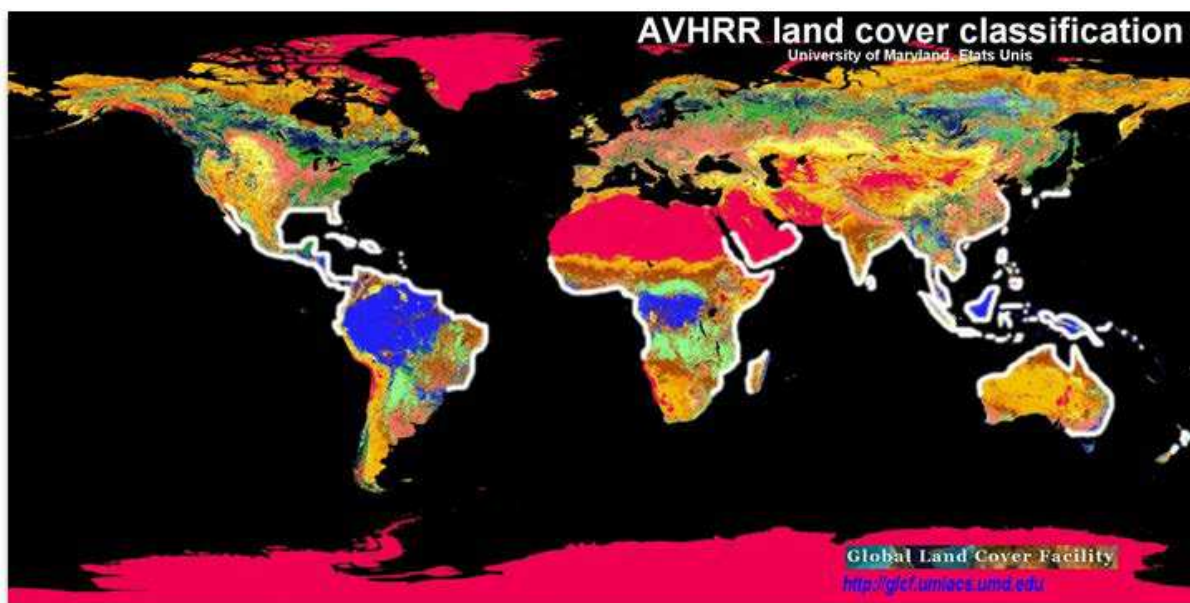 AVHRR land cover classification
University of Maryland, Etats Unis
Global Land Cover Facility
http://glcf.umiacs.umd.edu